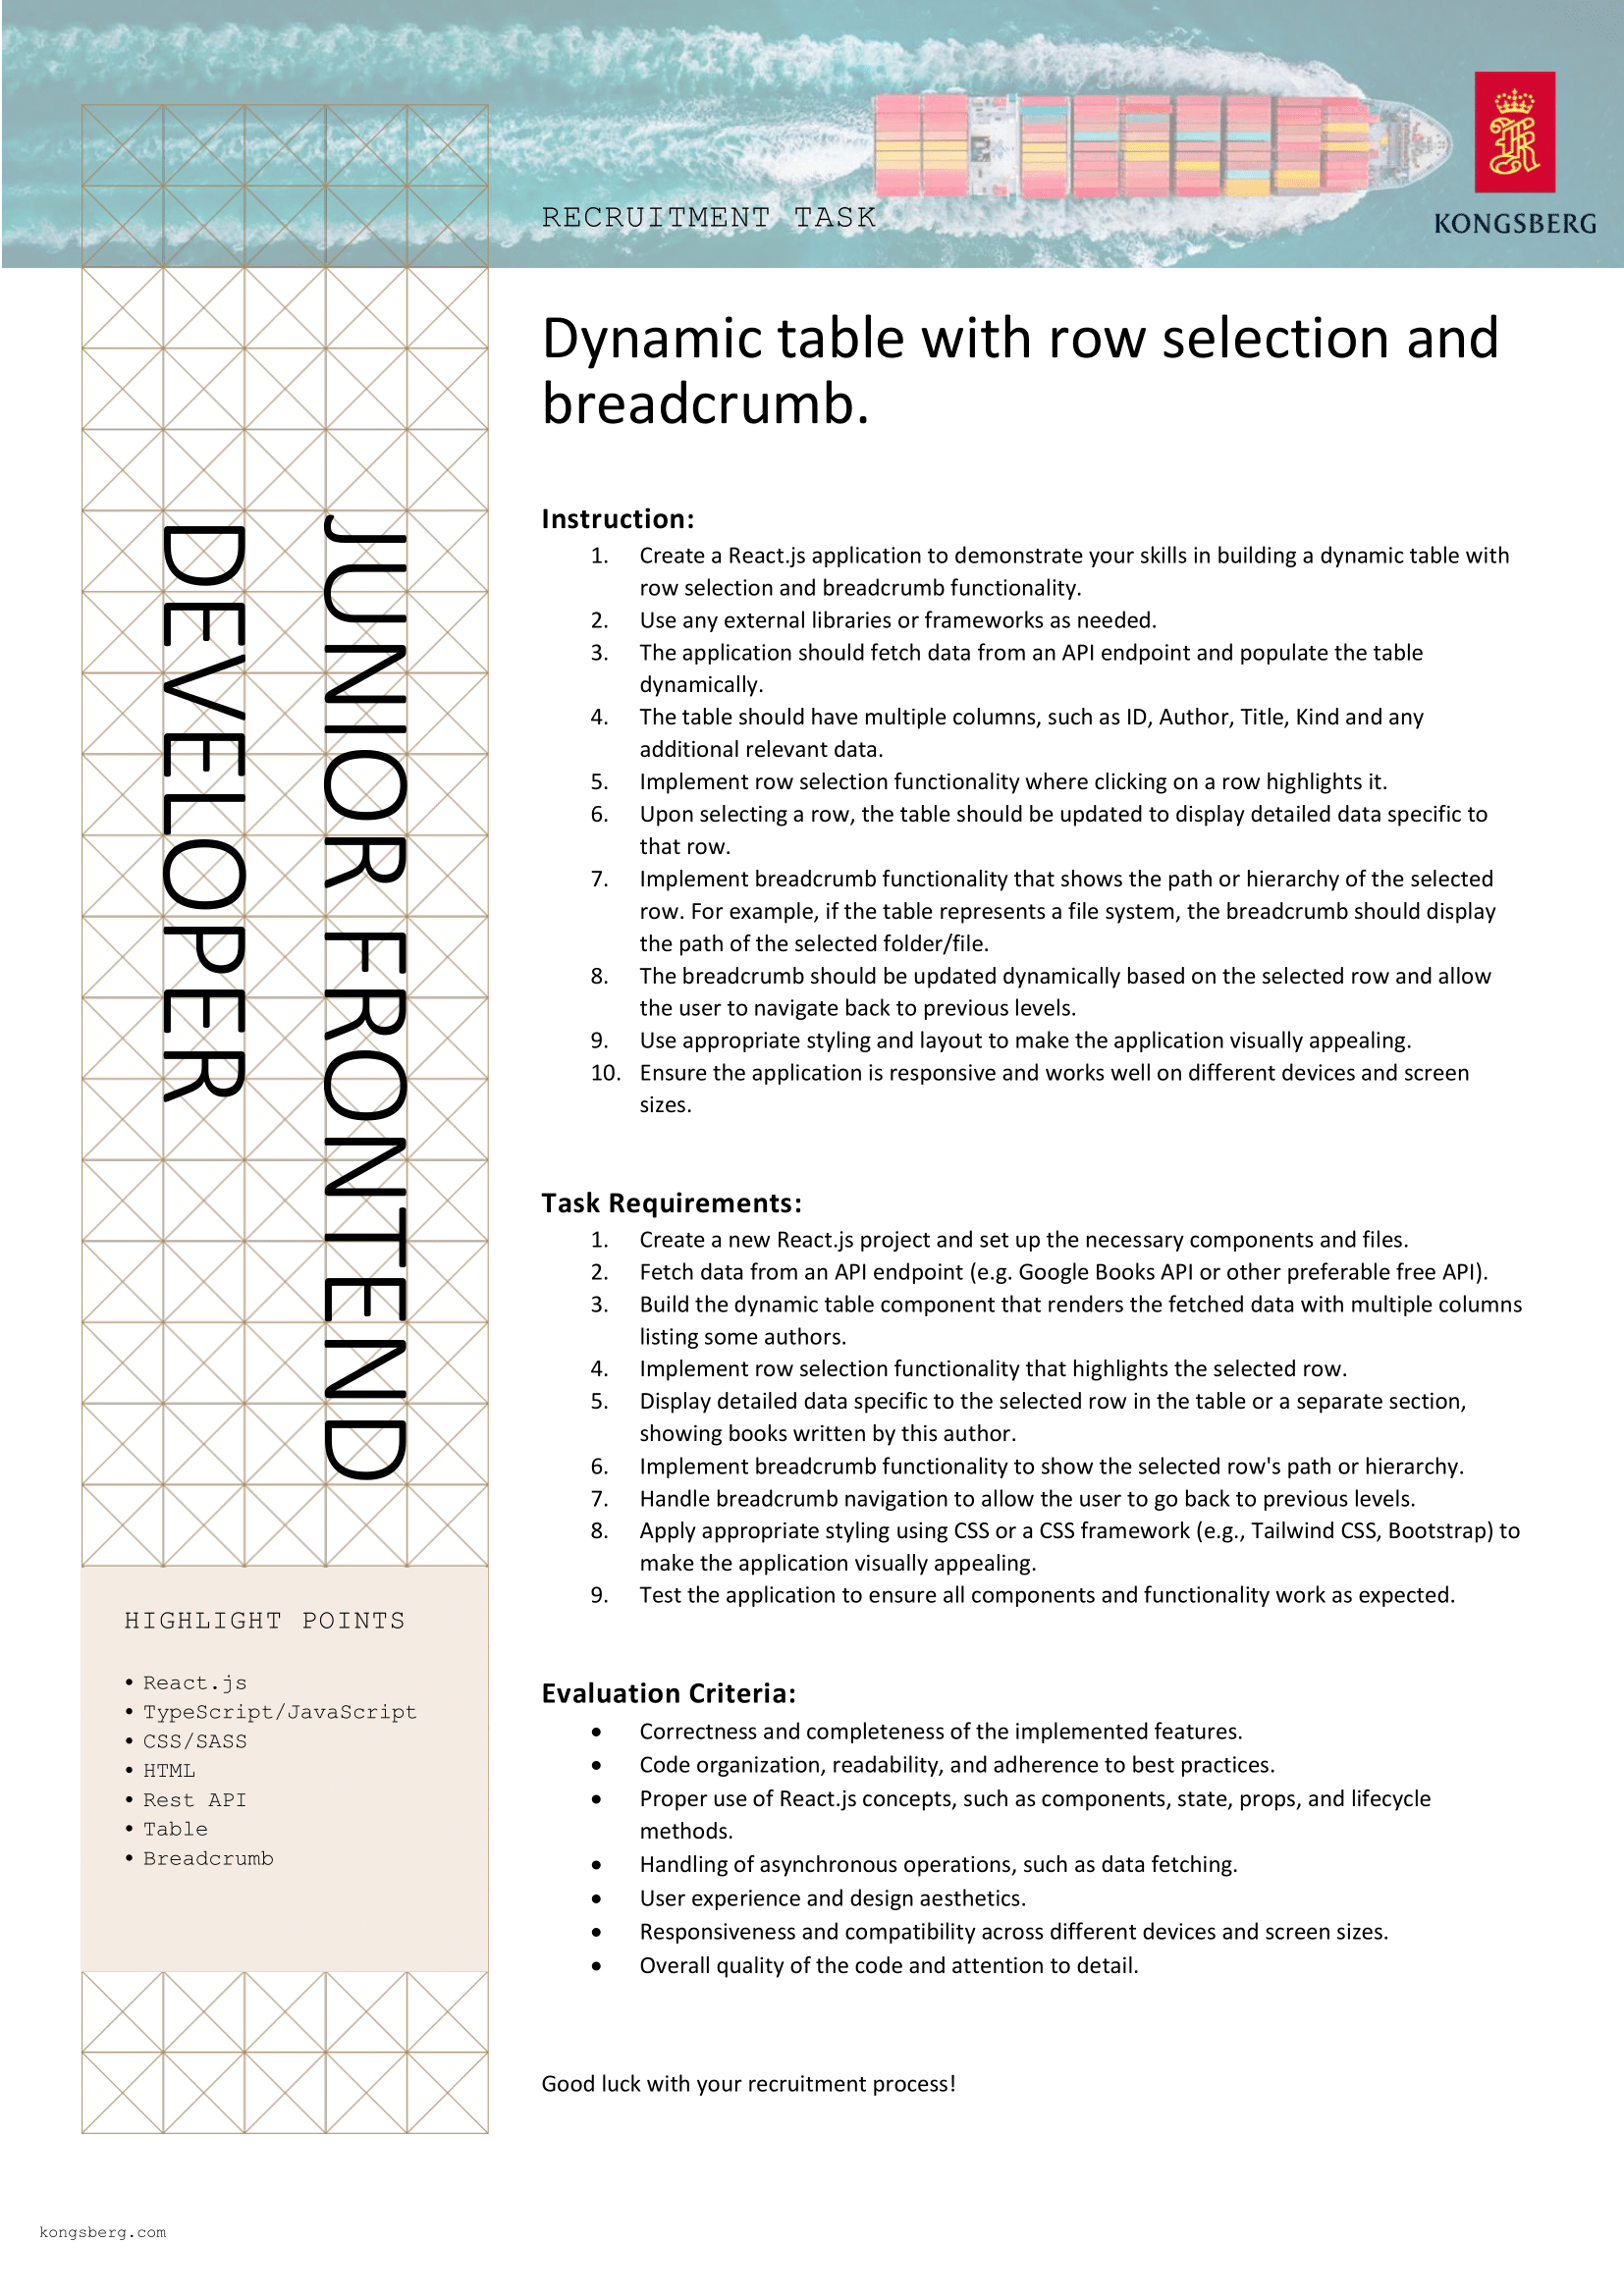 RECRUITMENT TASK
KONGSBERG
JUNIOR FRONTEND
DEVELOPER
Dynamic table with row selection and
breadcrumb.
Instruction:
1. Create a React.js application to demonstrate your skills in building a dynamic table with
row selection and breadcrumb functionality.
2. Use any external libraries or frameworks as needed.
3. The application should fetch data from an API endpoint and populate the table
dynamically.
4. The table should have multiple columns, such as ID, Author, Title, Kind and any
additional relevant data.
5. Implement row selection functionality where clicking on a row highlights it.
6. Upon selecting a row, the table should be updated to display detailed data specific to
that row.
7. Implement breadcrumb functionality that shows the path or hierarchy of the selected
row. For example, if the table represents a file system, the breadcrumb should display
the path of the selected folder/file.
8. The breadcrumb should be updated dynamically based on the selected row and allow
the user to navigate back to previous levels.
9. Use appropriate styling and layout to make the application visually appealing.
10. Ensure the application is responsive and works well on different devices and screen
sizes.
Task Requirements:
1. Create a new React.js project and set up the necessary components and files.
2. Fetch data from an API endpoint (e.g. Google Books API or other preferable free API).
3. Build the dynamic table component that renders the fetched data with multiple columns
listing some authors.
4. Implement row selection functionality that highlights the selected row.
5. Display detailed data specific to the selected row in the table or a separate section,
showing books written by this author.
6. Implement breadcrumb functionality to show the selected row's path or hierarchy.
7. Handle breadcrumb navigation to allow the user to go back to previous levels.
8. Apply appropriate styling using CSS or a CSS framework (e.g., Tailwind CSS, Bootstrap) to
make the application visually appealing.
9. Test the application to ensure all components and functionality work as expected.
Evaluation Criteria:
• Correctness and completeness of the implemented features.
• Code organization, readability, and adherence to best practices.
• Proper use of React.js concepts, such as components, state, props, and lifecycle
methods.
• Handling of asynchronous operations, such as data fetching.
• User experience and design aesthetics.
• Responsiveness and compatibility across different devices and screen sizes.
• Overall quality of the code and attention to detail.
Good luck with your recruitment process!
HIGHLIGHT POINTS
• React.js
• TypeScript/JavaScript
• CSS/SASS
• HTML
• Rest API
• Table
• Breadcrumb
kongsberg.com